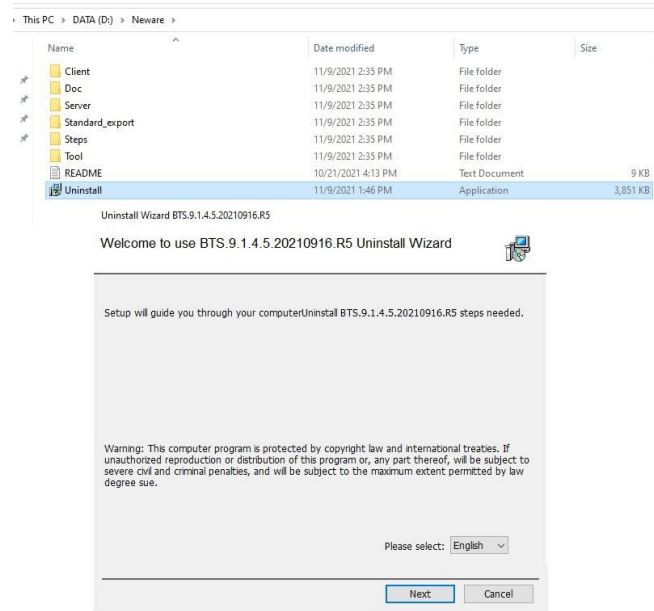 This PC > DATA (D:) > Neware >
Name Date modified Type Size
Client 11/9/2021 2:35 PM File folder
Doc 11/9/2021 2:35 PM File folder
Server 11/9/2021 2:35 PM File folder
Standard_export 11/9/2021 2:35 PM File folder
Steps 11/9/2021 2:35 PM File folder
Tool 11/9/2021 2:35 PM File folder
README 10/21/2021 4:13 PM Text Document 9 KB
Uninstall 11/9/2021 1:46 PM Application 3,851 KB
Uninstall Wizard BTS.9.1.4.5.20210916.R5
Welcome to use BTS.9.1.4.5.20210916.R5 Uninstall Wizard
Setup will guide you through your computerUninstall BTS.9.1.4.5.20210916.R5 steps needed.
Warning: This computer program is protected by copyright law and international treaties. If
unauthorized reproduction or distribution of this program or, any part thereof, will be subject to
severe civil and criminal penalties, and will be subject to the maximum extent permitted by law
degree sue.
Please select: English
Next Cancel